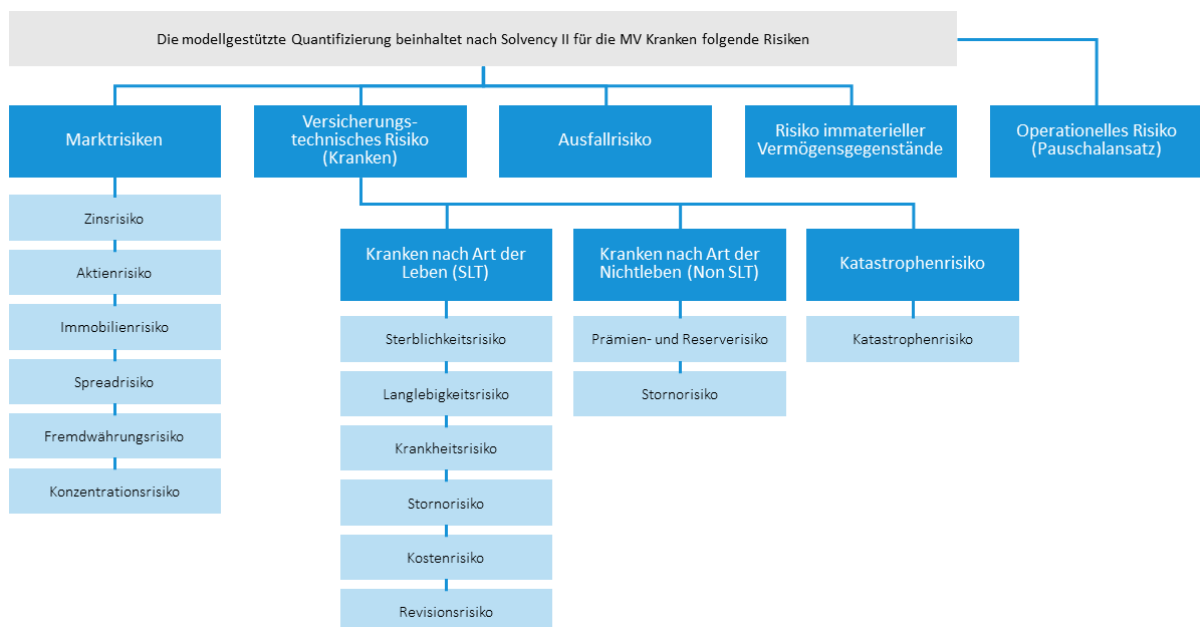 Die modellgestützte Quantifizierung beinhaltet nach Solvency II für die MV Kranken folgende Risiken
Marktrisiken
Versicherungs-
technisches Risiko
(Kranken)
Ausfallrisiko
Risiko immaterieller
Vermögensgegenstände
Operationelles Risiko
(Pauschalansatz)
Zinsrisiko
Aktienrisiko
Immobilienrisiko
Spreadrisiko
Fremdwährungsrisiko
Konzentrationsrisiko
Kranken nach Art der
Leben (SLT)
Sterblichkeitsrisiko
Langlebigkeitsrisiko
Krankheitsrisiko
Stornorisiko
Kostenrisiko
Revisionsrisiko
Kranken nach Art der
Nichtleben (Non SLT)
Prämien- und Reserverisiko
Stornorisiko
Katastrophenrisiko
Katastrophenrisiko